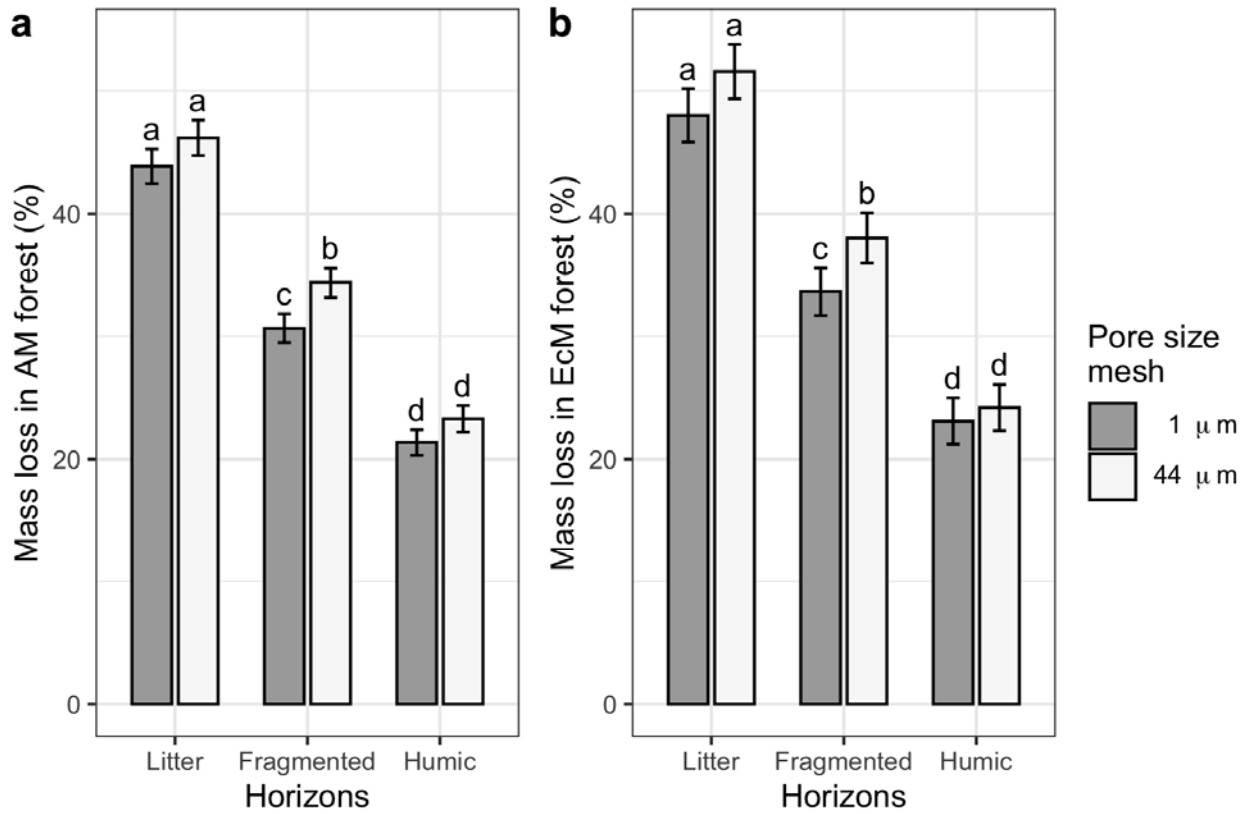 a
Mass loss in AM forest (%)
40
20
0
a
a
c
b
d
d
Litter
Fragmented
Humic
Horizons
b
Mass loss in EcM forest (%)
40
20
0
a
a
c
b
d
d
Litter
Fragmented
Humic
Horizons
Pore size
mesh
1 μm
44 μm